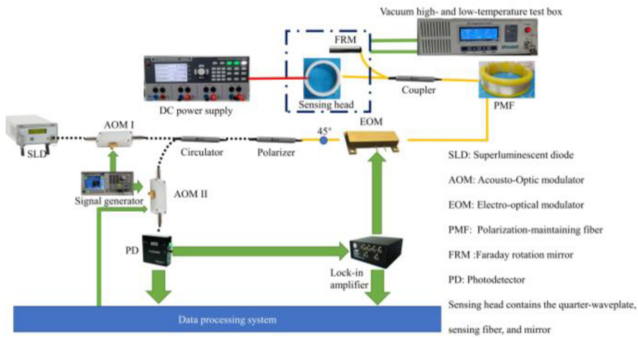 Vacuum high- and low-temperature test box
FRM
DC power supply
Sensing head
Coupler
PMF
45°
EOM
AOM I
SLD
Circulator
Polarizer
Signal generator
AOM II
PD
Lock-in
amplifier
Data processing system
SLD: Superluminescent diode
AOM: Acousto-Optic modulator
EOM: Electro-optical modulator
PMF: Polarization-maintaining fiber
FRM :Faraday rotation mirror
PD: Photodetector
Sensing head contains the quarter-waveplate,
sensing fiber, and mirror